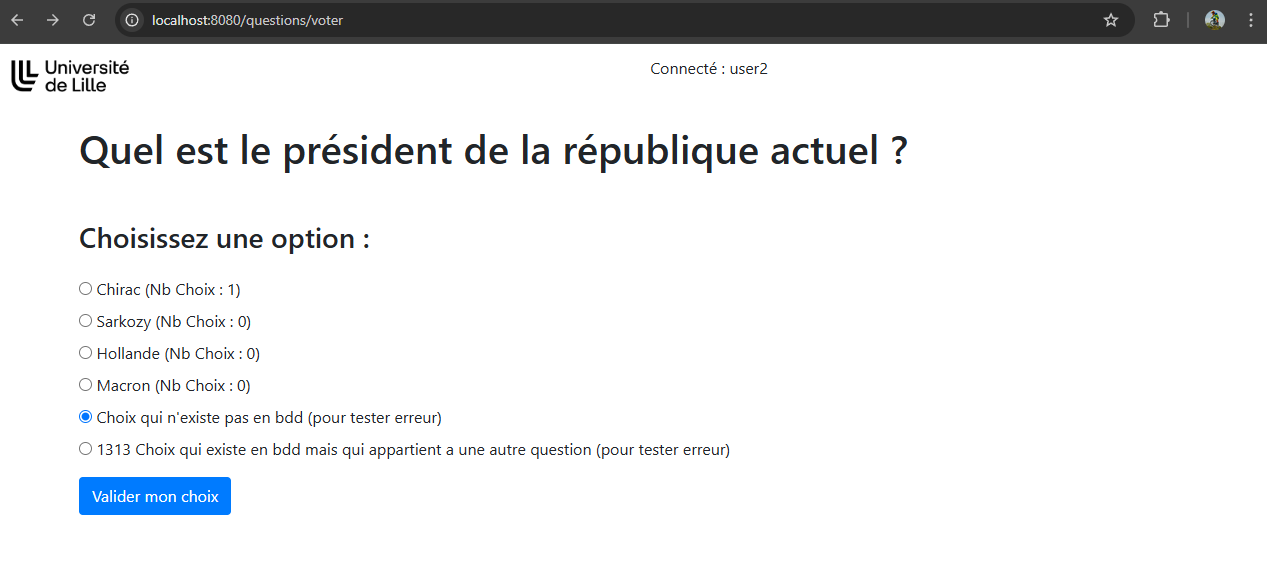 localhost:8080/questions/voter
Université
de Lille
Connecté : user2
Quel est le président de la république actuel ?
Choisissez une option :
Chirac (Nb Choix : 1)
Sarkozy (Nb Choix : 0)
Hollande (Nb Choix : 0)
Macron (Nb Choix : 0)
Choix qui n'existe pas en bdd (pour tester erreur)
1313 Choix qui existe en bdd mais qui appartient a une autre question (pour tester erreur)
Valider mon choix